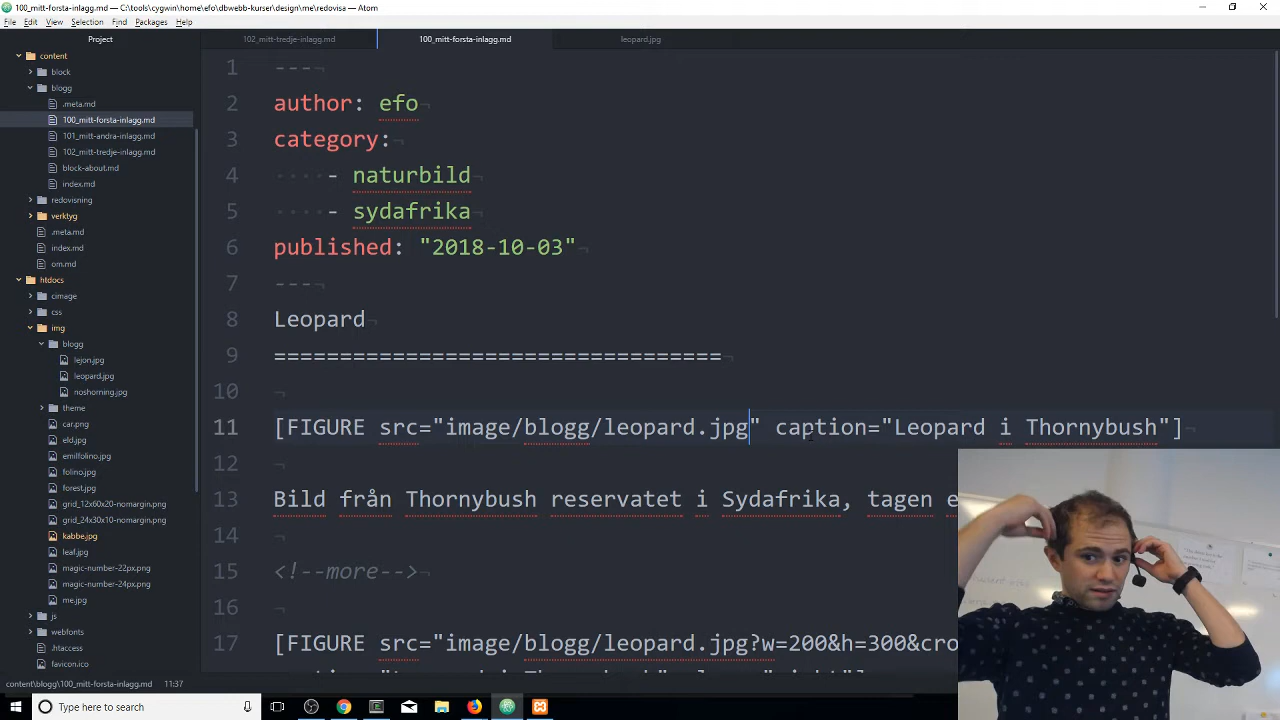 100_mitt-forsta-inlagg.md — C:\tools\cygwin\home\efo\dbwebb-kurser\design\me\redovisa — Atom
File Edit View Selection Find Packages Help
Project
102_mitt-tredje-inlagg.md 100_mitt-forsta-inlagg.md leopard.jpg
content
block
blogg
.meta.md
100_mitt-forsta-inlagg.md
101_mitt-andra-inlagg.md
102_mitt-tredje-inlagg.md
block-about.md
index.md
redovisning
verktyg
.meta.md
index.md
om.md
htdocs
cimage
css
img
blogg
lejon.jpg
leopard.jpg
noshorning.jpg
theme
car.png
eld.jpg
emilfolino.jpg
folino.jpg
forest.jpg
grid_12x60x20-nomargin.png
grid_24x30x10-nomargin.png
kabbe.jpg
leaf.jpg
magic-number-22px.png
magic-number-24px.png
me.jpg
js
webfonts
.htaccess
favicon.ico
1 ---
2 author: efo
3 category:
4 - naturbild
5 - sydafrika
6 published: "2018-10-03"
7 ---
8 Leopard
9 ==================================
10
11 [FIGURE src="image/blogg/leopard.jpg" caption="Leopard i Thornybush"]
12
13 Bild från Thornybush reservatet i Sydafrika, tagen e
14
15 <!--more-->
16
17 [FIGURE src="image/blogg/leopard.jpg?w=200&h=300&cro
content\blogg\100_mitt-forsta-inlagg.md 11:37
Type here to search